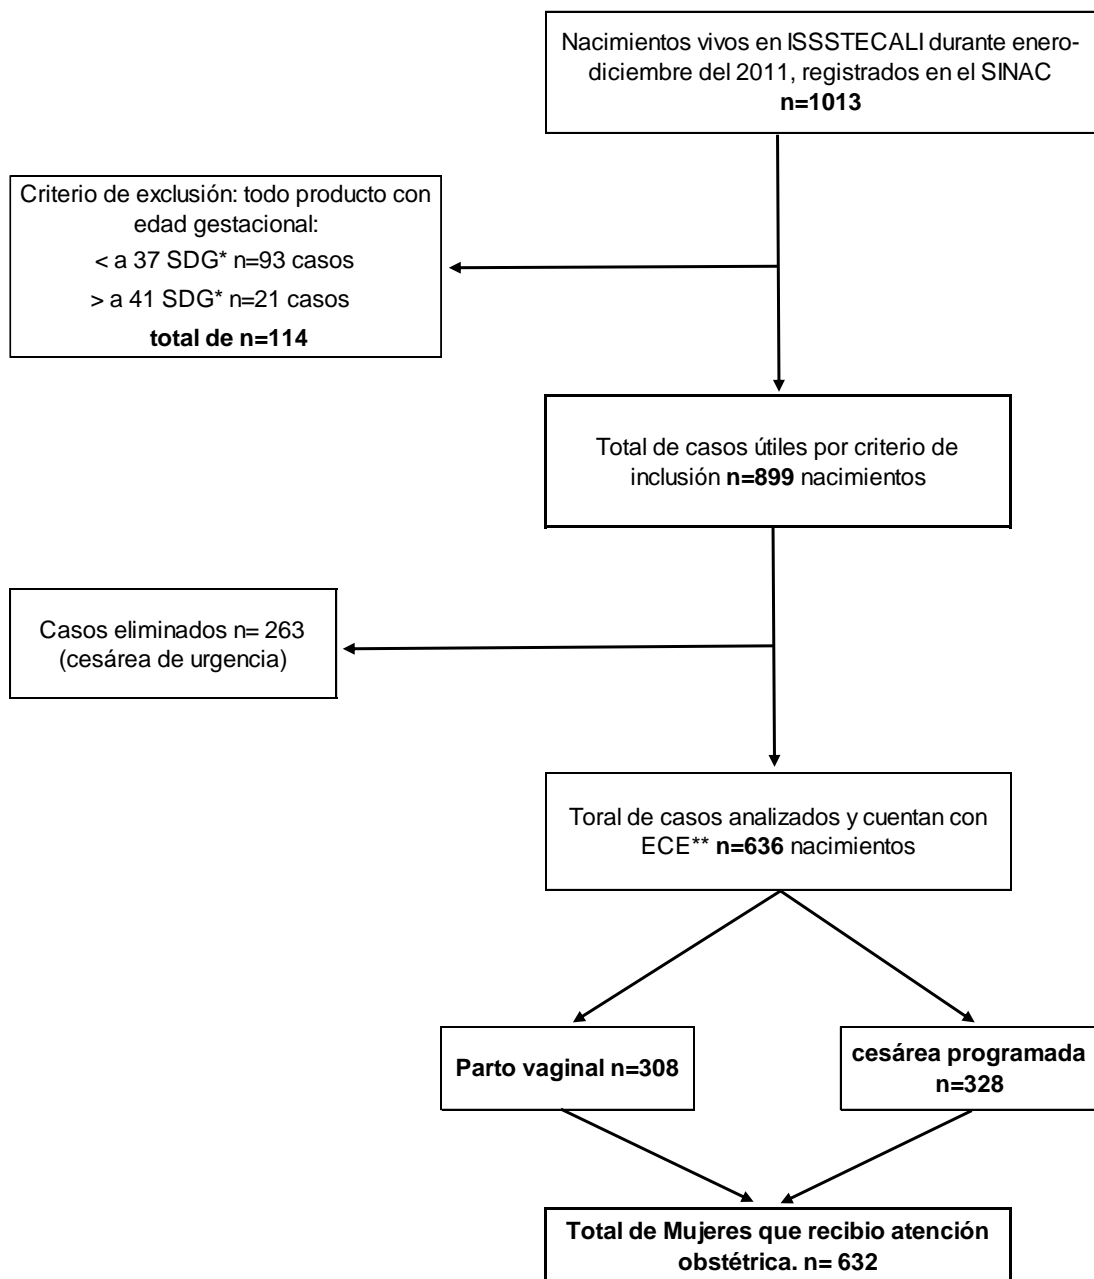 Nacimientos vivos en ISSSTECALI durante enero-
diciembre del 2011, registrados en el SINAC
n=1013
Criterio de exclusión: todo producto con
edad gestacional:
< a 37 SDG* n=93 casos
> a 41 SDG* n=21 casos
total de n=114
Total de casos útiles por criterio de
inclusión n=899 nacimientos
Casos eliminados n= 263
(cesárea de urgencia)
Toral de casos analizados y cuentan con
ECE** n=636 nacimientos
Parto vaginal n=308
cesárea programada
n=328
Total de Mujeres que recibio atención
obstétrica. n= 632